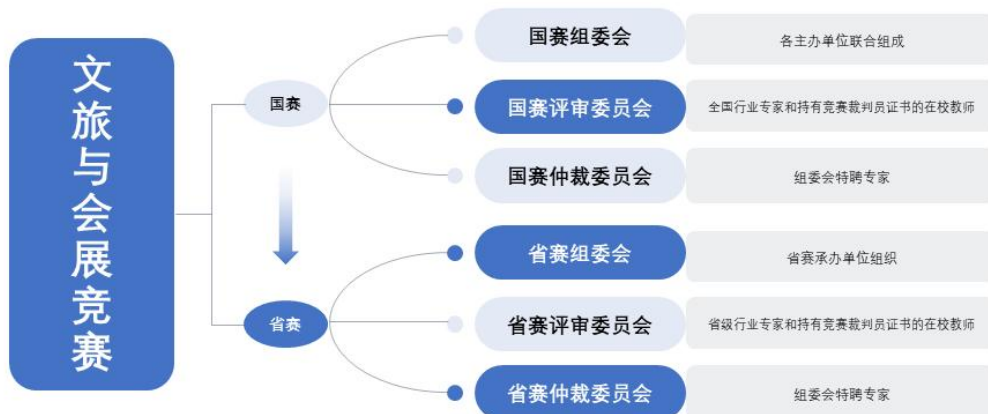 文旅与会展竞赛
国赛
国赛组委会
各主办单位联合组成
国赛评审委员会
全国行业专家和持有竞赛裁判员证书的在校教师
国赛仲裁委员会
组委会特聘专家
省赛
省赛组委会
省赛承办单位组织
省赛评审委员会
省级行业专家和持有竞赛裁判员证书的在校教师
省赛仲裁委员会
组委会特聘专家